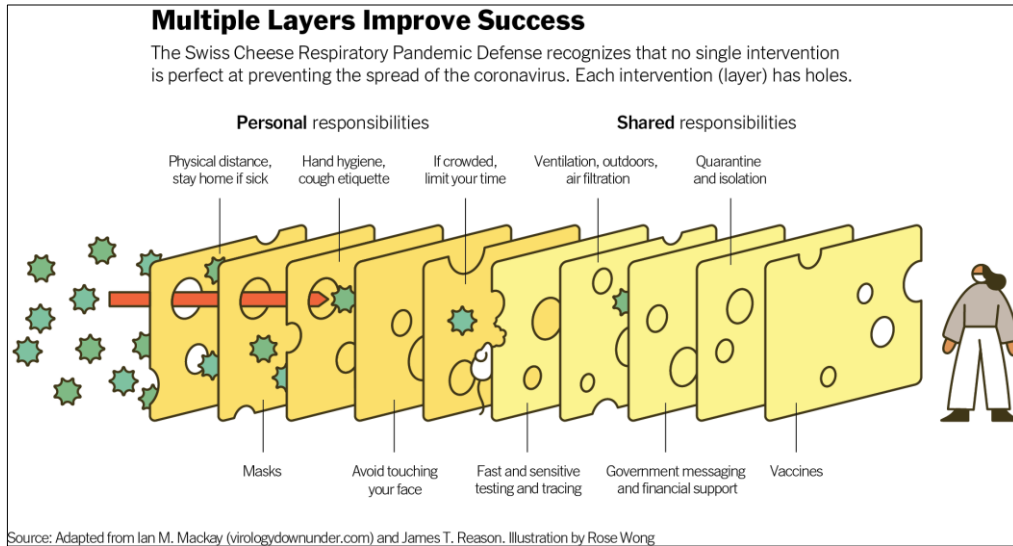 Multiple Layers Improve Success
The Swiss Cheese Respiratory Pandemic Defense recognizes that no single intervention
is perfect at preventing the spread of the coronavirus. Each intervention (layer) has holes.
Personal responsibilities
Shared responsibilities
Physical distance,
stay home if sick
Hand hygiene,
cough etiquette
If crowded,
limit your time
Ventilation, outdoors,
air filtration
Quarantine
and isolation
Masks
Avoid touching
your face
Fast and sensitive
testing and tracing
Government messaging
and financial support
Vaccines
Source: Adapted from Ian M. Mackay (virologydownunder.com) and James T. Reason. Illustration by Rose Wong